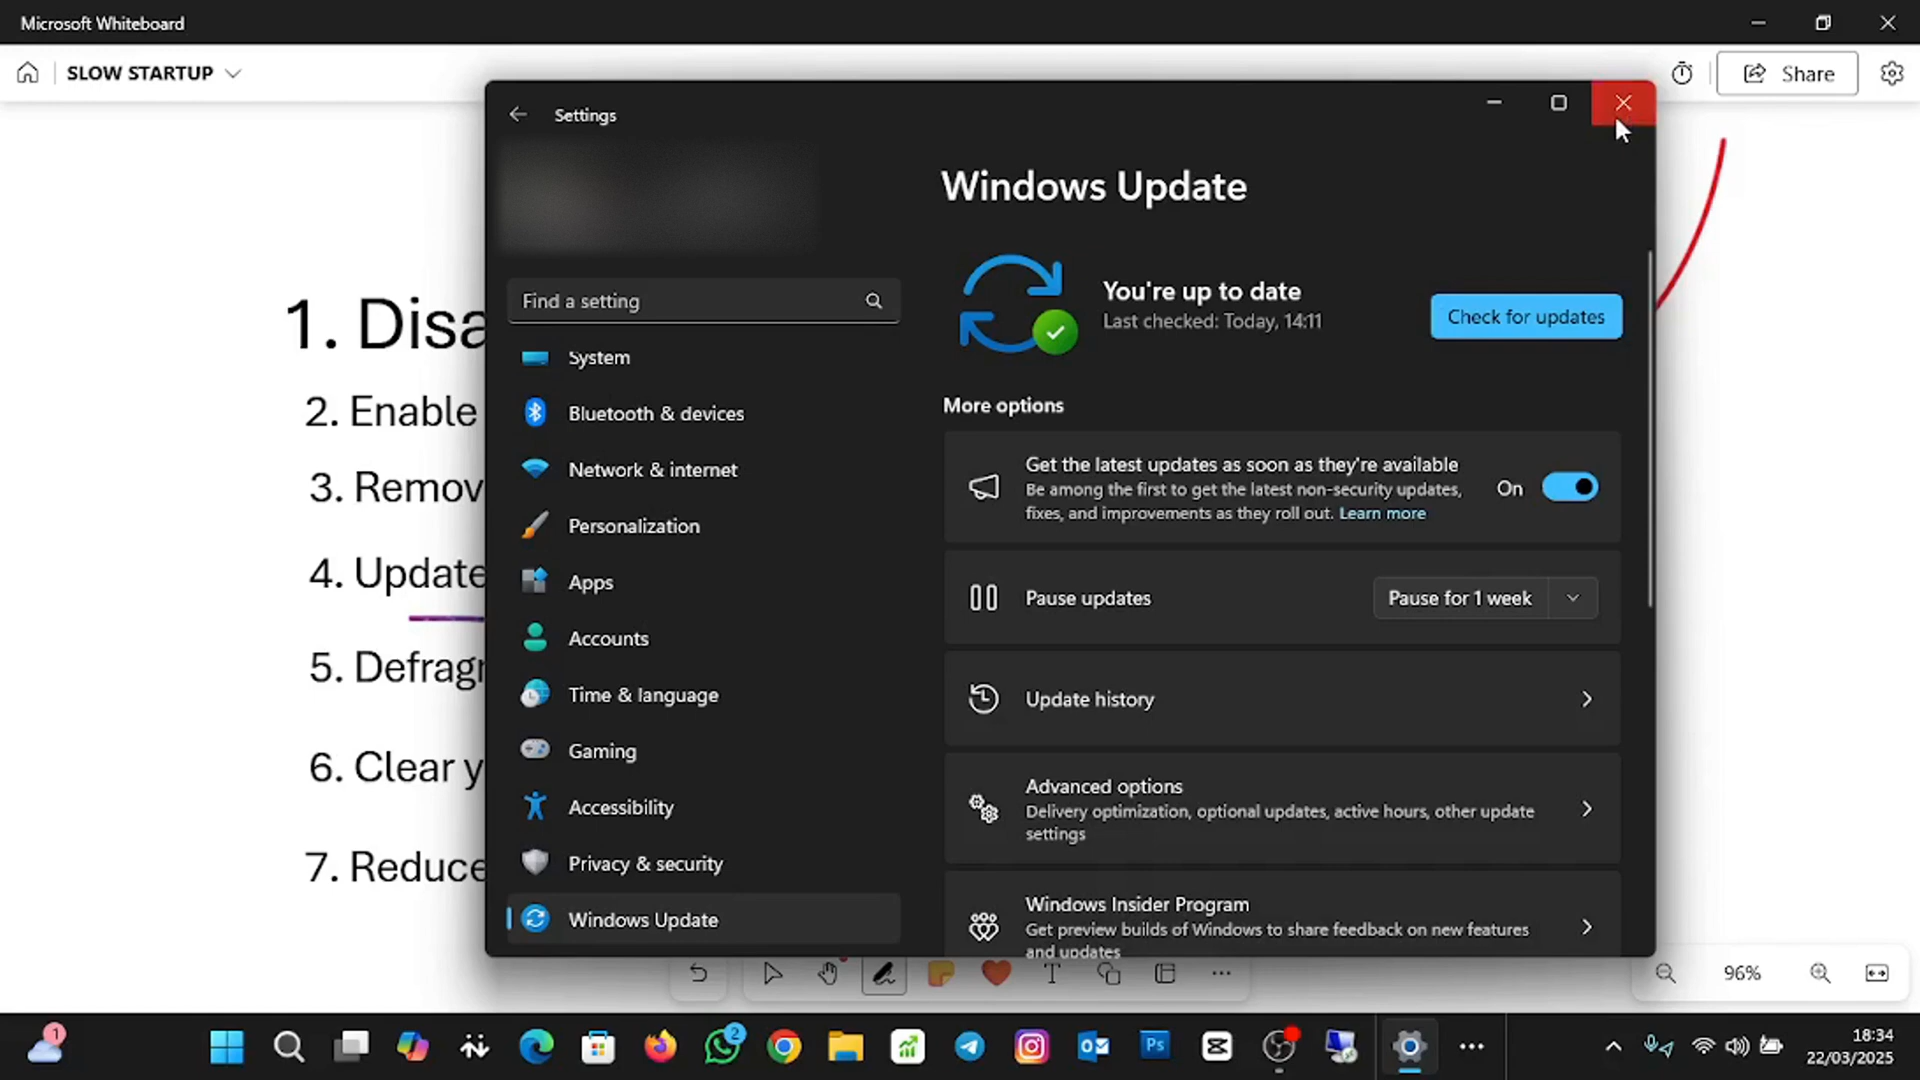 Microsoft Whiteboard
SLOW STARTUP
Share
Settings
Find a setting
System
Bluetooth & devices
Network & internet
Personalization
Apps
Accounts
Time & language
Gaming
Accessibility
Privacy & security
Windows Update
Windows Update
You're up to date
Last checked: Today, 14:11
Check for updates
More options
Get the latest updates as soon as they're available
Be among the first to get the latest non-security updates,
fixes, and improvements as they roll out. Learn more
On
Pause updates
Pause for 1 week
Update history
Advanced options
Delivery optimization, optional updates, active hours, other update
settings
Windows Insider Program
Get preview builds of Windows to share feedback on new features
and updates
1. Disa
2. Enable
3. Remov
4. Update
5. Defragr
6. Clear y
7. Reduce
96%
1
2
Ps
18:34
22/03/2025